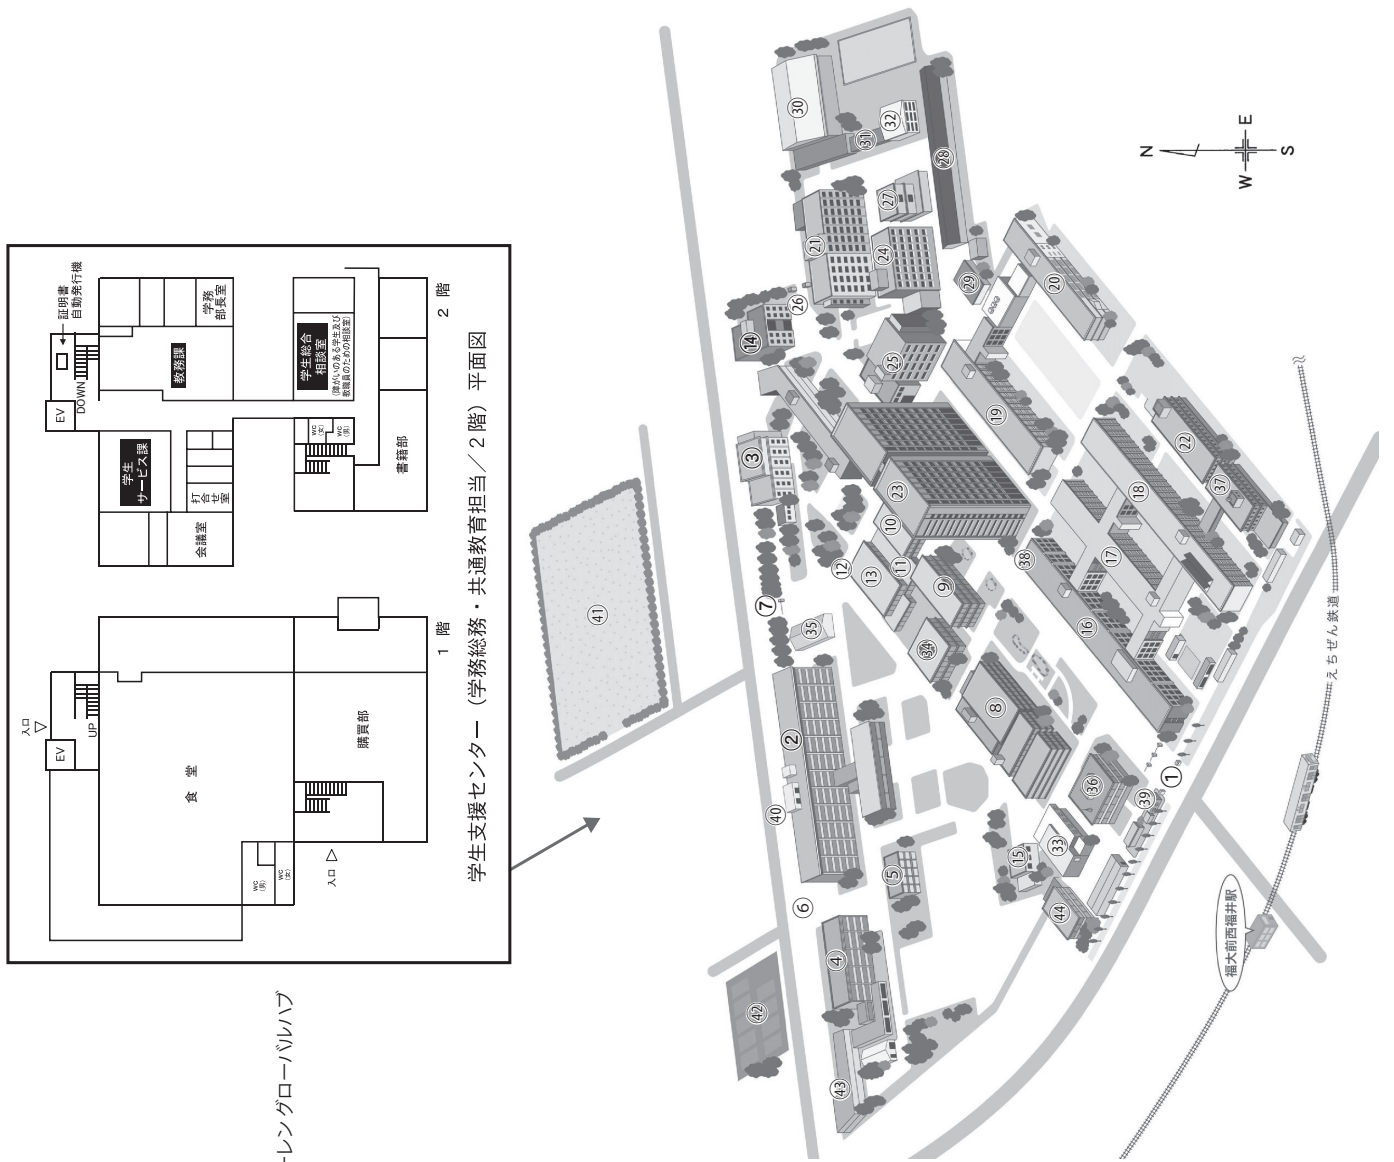 証明書
自動発行機
EV
DOWN
教務課
学務
部長室
学生
サービス課
打合せ室
会議室
学生総合
相談室
(障がいのある学生及び
教職員のための相談室)
WC
(女)
WC
(男)
書籍部
2 階
入口
EV
UP
食 堂
購買部
WC
(男)
WC
(女)
入口
1 階
学生支援センター(学務総務・共通教育担当/2階)平面図
ーレン グローバルハブ
30
32
31
28
27
21
24
26
14
29
20
25
19
3
23
10
12
13
11
9
7
35
34
38
18
22
37
17
16
41
2
8
40
36
1
39
15
33
44
5
6
4
42
43
N
W
E
S
えちぜん鉄道
福大前西福井駅